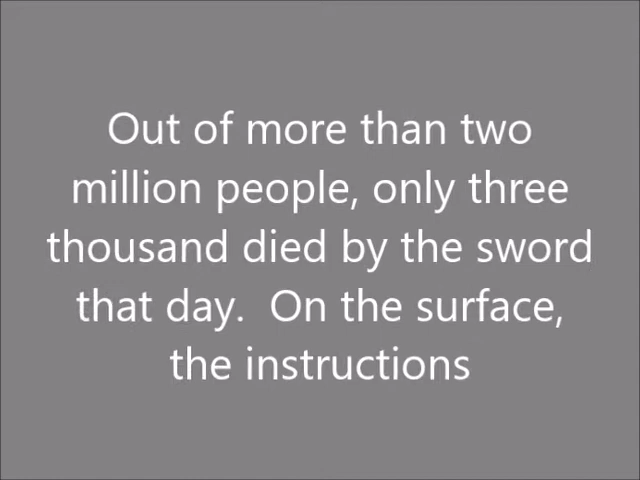 Out of more than two
million people, only three
thousand died by the sword
that day.  On the surface,
the instructions